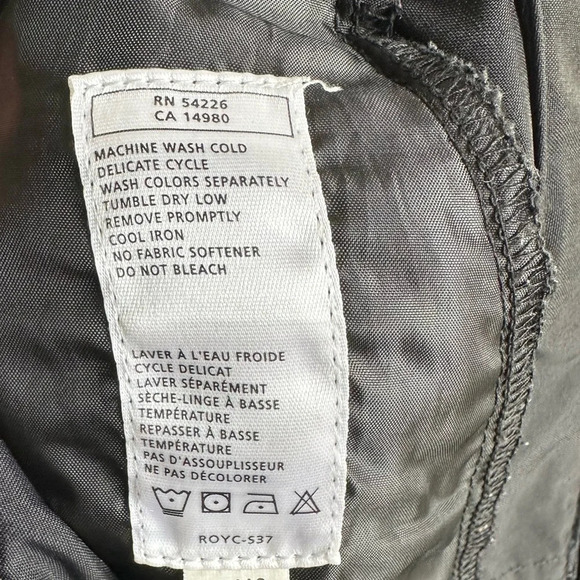 RN 54226
CA 14980
MACHINE WASH COLD
DELICATE CYCLE
WASH COLORS SEPARATELY
TUMBLE DRY LOW
REMOVE PROMPTLY
COOL IRON
NO FABRIC SOFTENER
DO NOT BLEACH
LAVER À L'EAU FROIDE
CYCLE DELICAT
LAVER SÉPARÉMENT
SÈCHE-LINGE À BASSE
TEMPÉRATURE
REPASSER À BASSE
TEMPÉRATURE
PAS D'ASSOUPLISSEUR
NE PAS DÉCOLORER
ROYC-S37